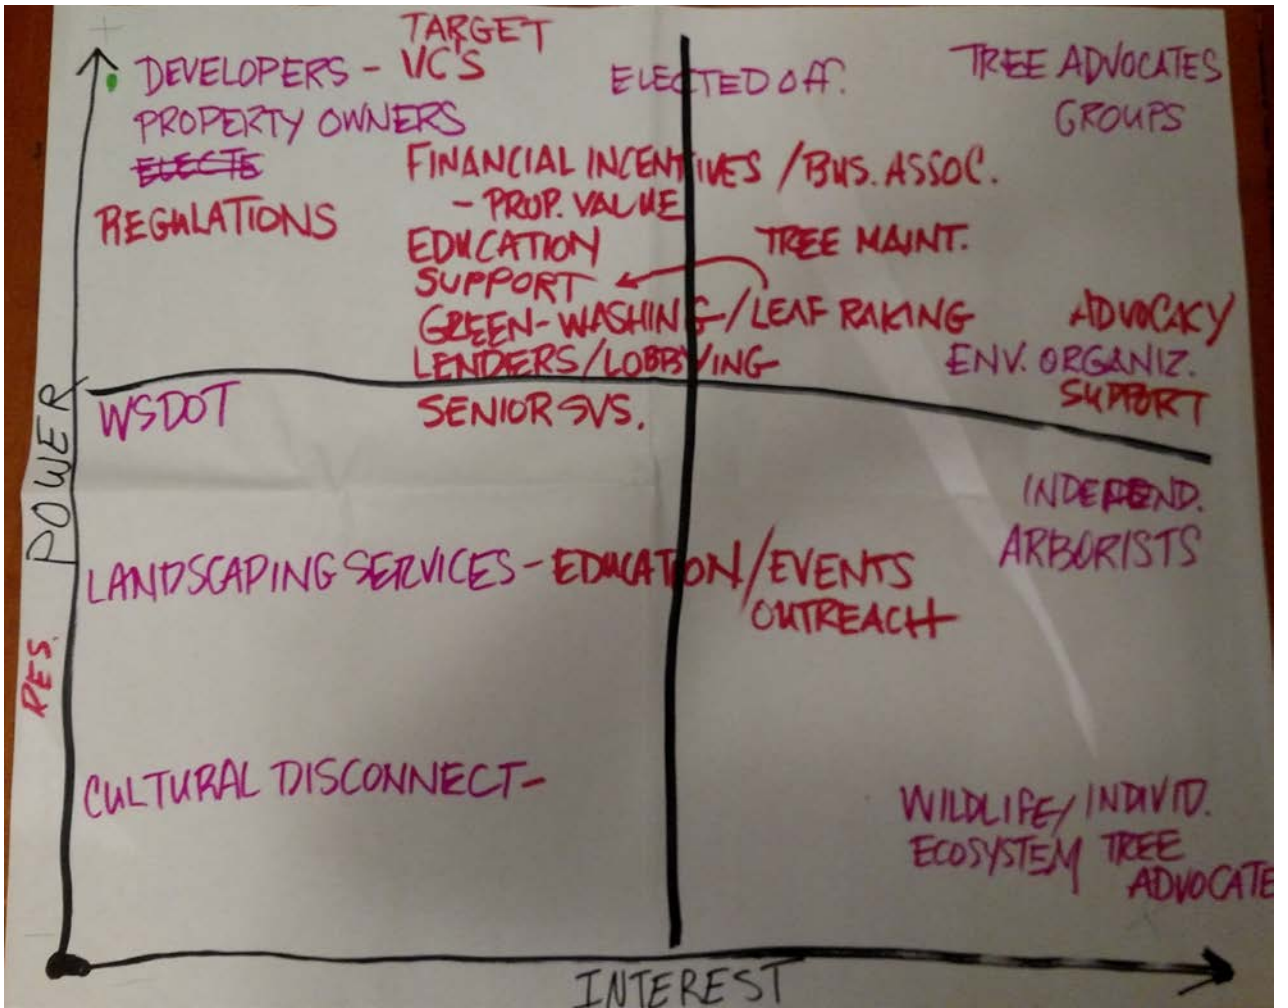 TARGET
DEVELOPERS - VC'S
ELECTED OFF.
TREE ADVOCATES
GROUPS
PROPERTY OWNERS
ELECTS
FINANCIAL INCENTIVES / BUS. ASSOC.
- PROP. VALUE
REGULATIONS
EDUCATION
TREE MAINT.
SUPPORT
GREEN-WASHING/LEAF RAKING
ADVOCACY
LENDERS/LOBBYING
ENV. ORGANIZ.
SUPPORT
WSDOT
SENIOR SVS.
POWER
INDEPEND.
ARBORISTS
LANDSCAPING SERVICES - EDUCATION/EVENTS
OUTREACH
RES.
CULTURAL DISCONNECT-
WILDLIFE/
ECOSYSTEM
INDIVID.
TREE
ADVOCATE
INTEREST